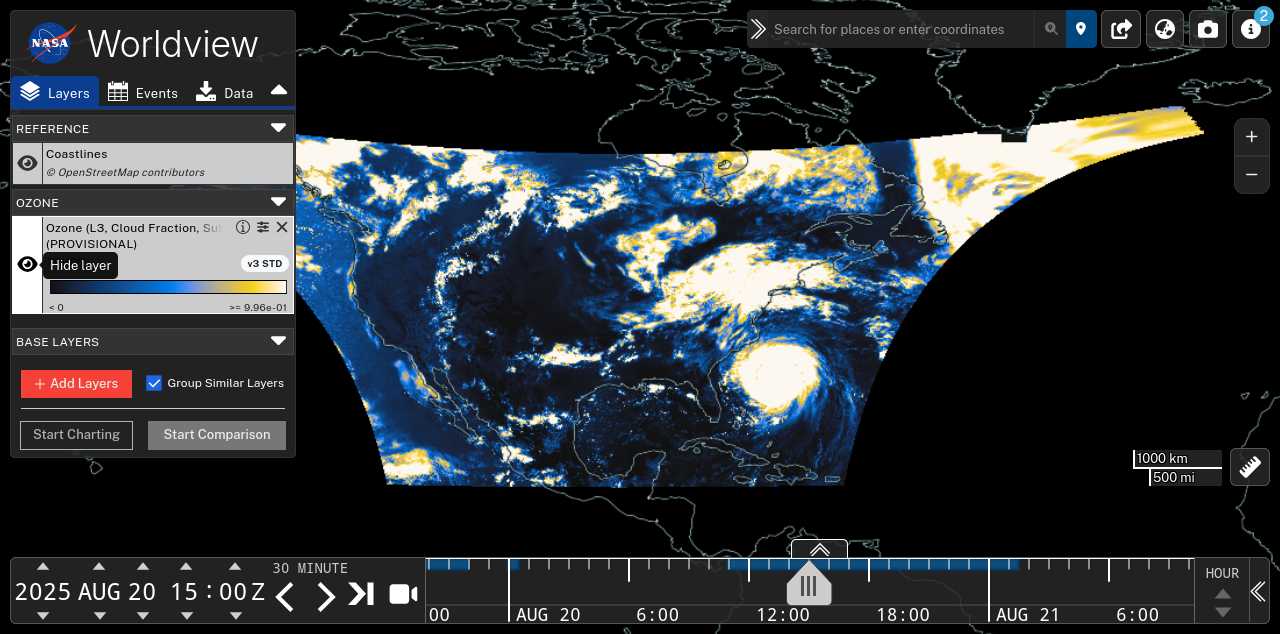 NASA
Worldview
Layers
Events
Data
REFERENCE
Coastlines
© OpenStreetMap contributors
OZONE
Ozone (L3, Cloud Fraction, Su
(PROVISIONAL)
Hide layer
v3 STD
< 0
>= 9.96e-01
BASE LAYERS
+ Add Layers
Group Similar Layers
Start Charting
Start Comparison
Search for places or enter coordinates
2
+
−
1000 km
500 mi
2025 AUG 20 15 : 00 Z
30 MINUTE
00
AUG 20
6:00
12:00
18:00
AUG 21
6:00
HOUR